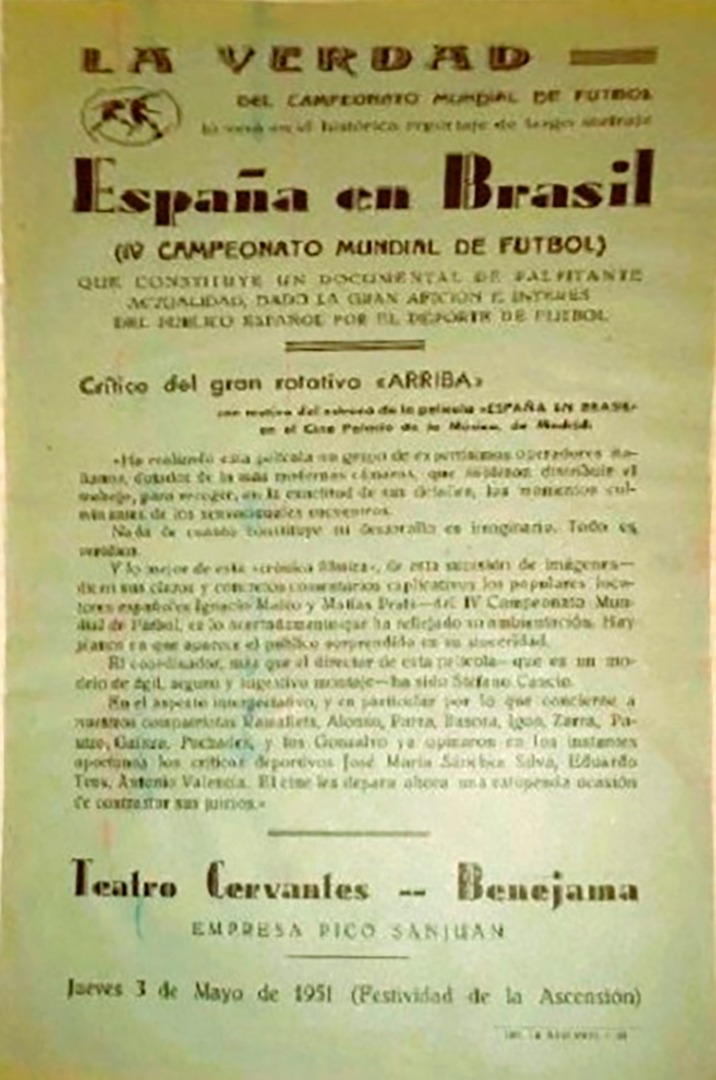 LA VERDAD
DEL CAMPEONATO MUNDIAL DE FUTBOL
lo verá en el histórico reportaje de largo metraje
España en Brasil
(IV CAMPEONATO MUNDIAL DE FUTBOL)
QUE CONSTITUYE UN DOCUMENTAL DE PALPITANTE
ACTUALIDAD, DADO LA GRAN AFICION E INTERES
DEL PUBLICO ESPAÑOL POR EL DEPORTE DE FUTBOL
Crítica del gran rotativo «ARRIBA»
con motivo del estreno de la película «ESPAÑA EN BRASIL»
en el Cine Palacio de la Música, de Madrid:
«Ha realizado esta película un grupo de expertísimos operadores ita-
lianos, dotados de la más modernas cámaras, que supieron distribuir el
trabajo, para recoger, en la exactitud de sus detalles, los momentos cul-
minantes de los sensacionales encuentros.
Nada de cuanto constituye su desarrollo es imaginario. Todo es
verídico.
Y lo mejor de esta «crónica fílmica», de esta sucesión de imágenes—
dicen sus claros y concretos comentarios explicativos los populares locu-
tores españoles Ignacio Mateo y Matías Prats—del IV Campeonato Mun-
dial de Fútbol, es lo acertadamente que ha reflejado su ambientación. Hay
planos en que aparece el público sorprendido en su sinceridad.
El coordinador, más que el director de esta película—que es un mo-
delo de ágil, seguro y sugestivo montaje—ha sido Stefano Canzio.
En el aspecto interpretativo, y en particular por lo que concierne a
nuestros compatriotas Ramallets, Alonso, Parra, Basora, Igoa, Zarra, Pa-
nizo, Gainza, Puchades, y los Gonzalvo ya opinaron en los instantes
oportunos los críticos deportivos José María Sánchez Silva, Eduardo
Teus, Antonio Valencia. El cine les depara ahora una estupenda ocasión
de contrastar sus juicios.»
Teatro Cervantes -- Benejama
EMPRESA PICO SANJUAN
Jueves 3 de Mayo de 1951 (Festividad de la Ascensión)